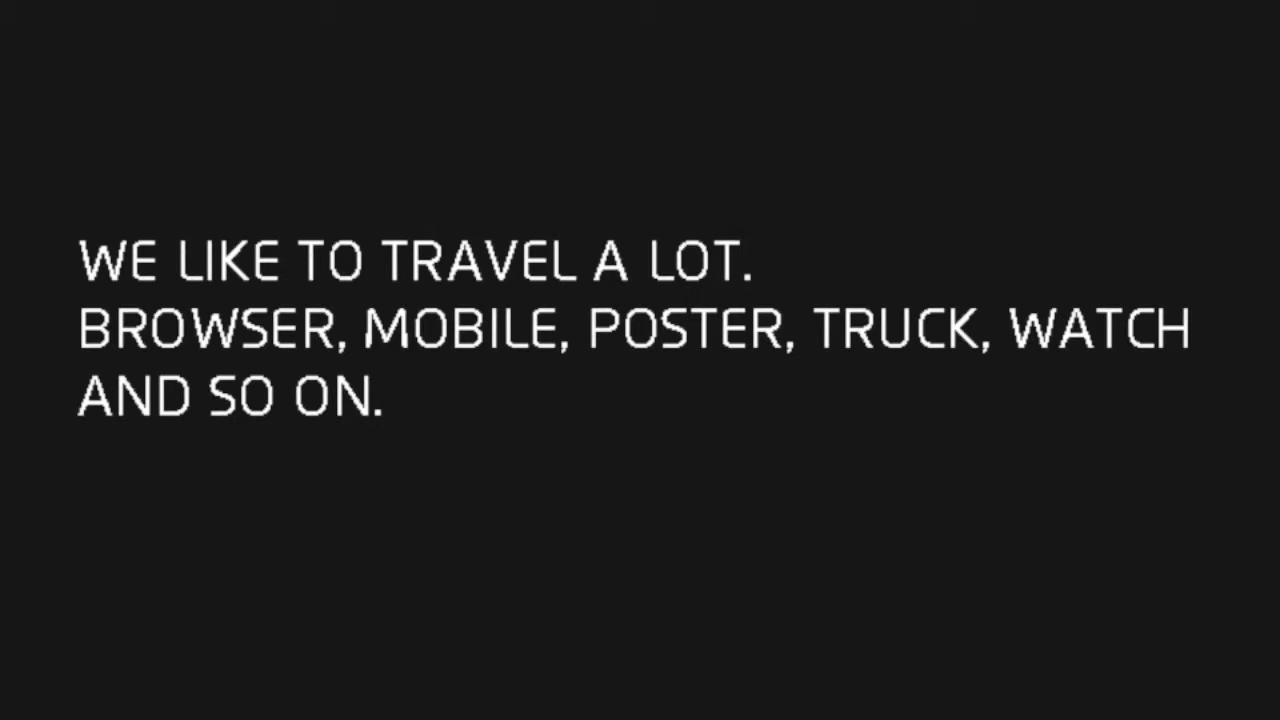 WE LIKE TO TRAVEL A LOT.
BROWSER, MOBILE, POSTER, TRUCK, WATCH
AND SO ON.